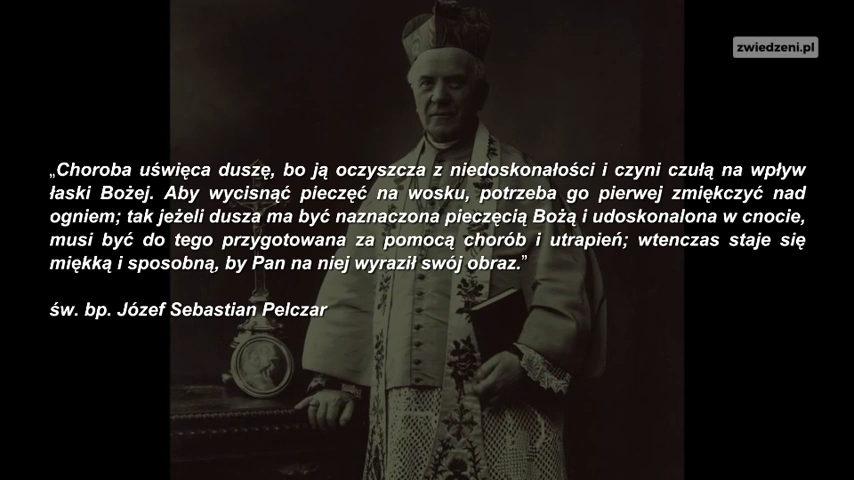 zwiedzeni.pl
„Choroba uświęca duszę, bo ją oczyszcza z niedoskonałości i czyni czułą na wpływ
łaski Bożej. Aby wycisnąć pieczęć na wosku, potrzeba go pierwej zmiękczyć nad
ogniem; tak jeżeli dusza ma być naznaczona pieczęcią Bożą i udoskonalona w cnocie,
musi być do tego przygotowana za pomocą chorób i utrapień; wtenczas staje się
miękką i sposobną, by Pan na niej wyraził swój obraz.”
św. bp. Józef Sebastian Pelczar